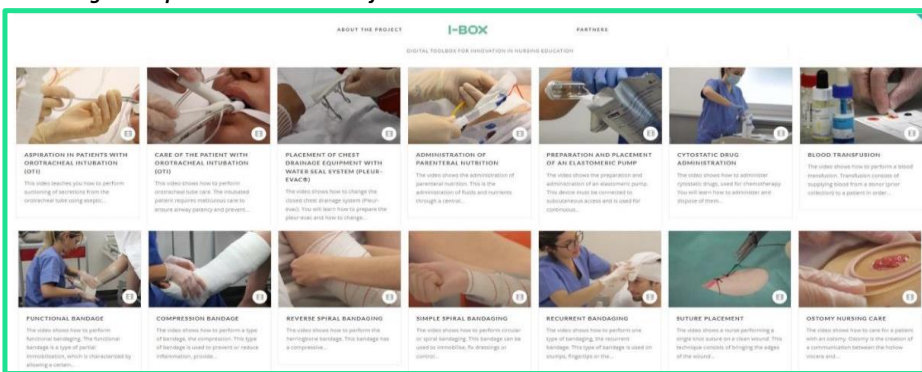 ABOUT THE PROJECT
I-BOX
PARTNERS
DIGITAL TOOLBOX FOR INNOVATION IN NURSING EDUCATION
ASPIRATION IN PATIENTS WITH
OROTRACHEAL INTUBATION
(OTI)
This video teaches you how to perform
suctioning of secretions from the
orotracheal tube using aseptic...
CARE OF THE PATIENT WITH
OROTRACHEAL INTUBATION
(OTI)
This video shows how to perform
orotracheal tube care. The intubated
patient requires meticulous care to
ensure airway patency and prevent...
PLACEMENT OF CHEST
DRAINAGE EQUIPMENT WITH
WATER SEAL SYSTEM (PLEUR-
EVAC®)
The video shows how to change the
closed chest drainage system (Pleur-
evac). You will learn how to prepare the
pleur-evac and how to change...
ADMINISTRATION OF
PARENTERAL NUTRITION
The video shows the administration of
parenteral nutrition. This is the
administration of fluids and nutrients
through a central...
PREPARATION AND PLACEMENT
OF AN ELASTOMERIC PUMP
The video shows the preparation and
administration of an elastomeric pump.
This device must be connected to
subcutaneous access and is used for
continuous...
CYTOSTATIC DRUG
ADMINISTRATION
The video shows how to administer
cytostatic drugs, used for chemotherapy.
You will learn how to administer and
dispose of them...
BLOOD TRANSFUSION
The video shows how to perform a blood
transfusion. Transfusion consists of
supplying blood from a donor (prior
collection) to a patient in order...
FUNCTIONAL BANDAGE
The video shows how to perform
functional bandaging. The functional
bandage is a type of partial
immobilisation, which is characterized by
allowing a certain...
COMPRESSION BANDAGE
The video shows how to perform a type
of bandage, the compression. This type
of bandage is used to prevent or reduce
inflammation, provide...
REVERSE SPIRAL BANDAGING
The video shows how to perform the
herringbone bandage. This bandage has
a compressive...
SIMPLE SPIRAL BANDAGING
The video shows how to perform circular
or spiral bandaging. This bandage can be
used to immobilise, fix dressings or
control...
RECURRENT BANDAGING
The video shows how to perform one
type of bandaging, the recurrent
bandage. This type of bandage is used on
stumps, fingertips or the...
SUTURE PLACEMENT
The video shows a nurse performing a
single knot suture on a clean wound. This
technique consists of bringing the edges
of the wound...
OSTOMY NURSING CARE
The video shows how to care for a patient
with an ostomy. Ostomy is the creation of
a communication between the hollow
viscera and...